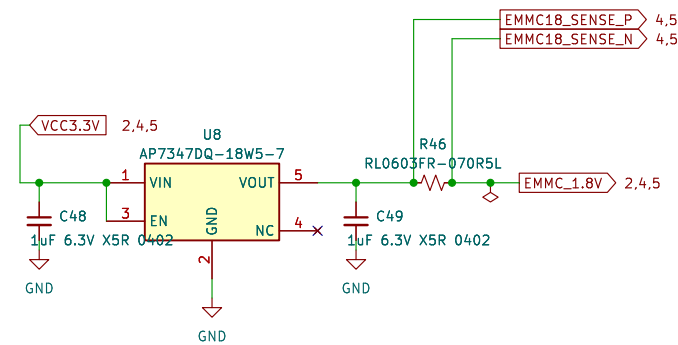 EMMC18_SENSE_P 4,5
EMMC18_SENSE_N 4,5
VCC3.3V 2,4,5
U8
AP7347DQ-18W5-7
R46
RL0603FR-070R5L
1 VIN VOUT 5
EMMC_1.8V 2,4,5
3 EN
GND
NC 4
2
C48
1uF 6.3V X5R 0402
C49
1uF 6.3V X5R 0402
GND
GND
GND